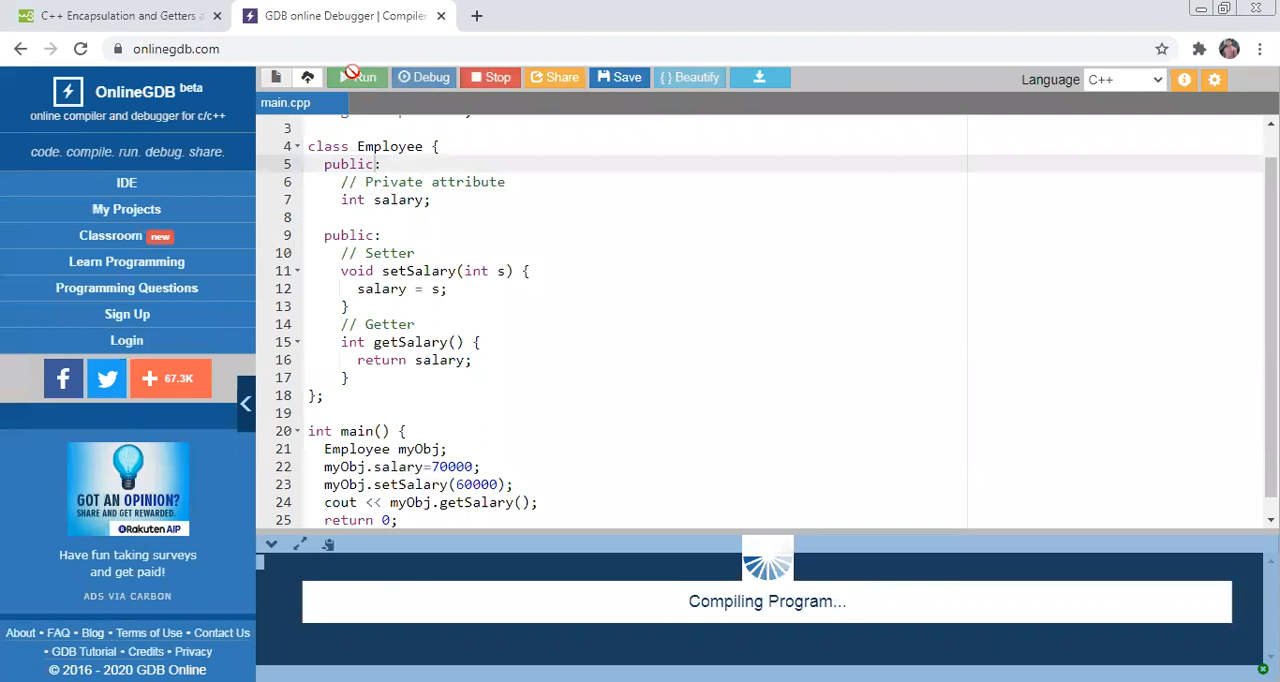 C++ Encapsulation and Getters a
GDB online Debugger | Compiler
onlinegdb.com
OnlineGDB beta
online compiler and debugger for c/c++
code. compile. run. debug. share.
IDE
My Projects
Classroom new
Learn Programming
Programming Questions
Sign Up
Login
67.3K
GOT AN OPINION?
SHARE AND GET REWARDED.
Rakuten AIP
Have fun taking surveys
and get paid!
ADS VIA CARBON
About • FAQ • Blog • Terms of Use • Contact Us
• GDB Tutorial • Credits • Privacy
© 2016 - 2020 GDB Online
Run Debug Stop Share Save { } Beautify Language C++
main.cpp
3
4 class Employee {
5 public:
6 // Private attribute
7 int salary;
8
9 public:
10 // Setter
11 void setSalary(int s) {
12 salary = s;
13 }
14 // Getter
15 int getSalary() {
16 return salary;
17 }
18 };
19
20 int main() {
21 Employee myObj;
22 myObj.salary=70000;
23 myObj.setSalary(60000);
24 cout << myObj.getSalary();
25 return 0;
Compiling Program...